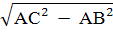 √(AC² − AB²)